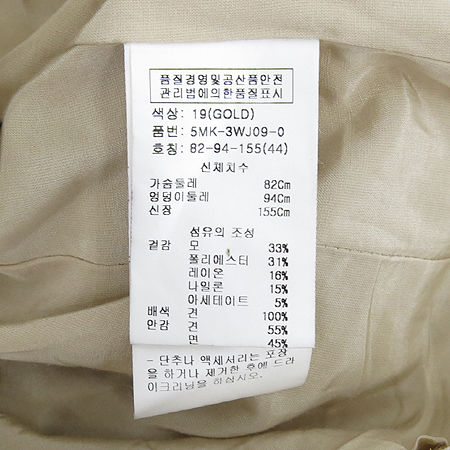 품질경영및공산품안전
관리법에의한품질표시
색상: 19(GOLD)
품번: 5MK-3WJ09-0
호칭: 82-94-155(44)
신체치수
가슴둘레 82Cm
엉덩이둘레 94Cm
신장 155Cm
섬유의 조성
겉감 모 33%
폴리에스터 31%
레이온 16%
나일론 15%
아세테이트 5%
배색 견 100%
안감 견 55%
면 45%
- 단추나 액세서리는 포장
을 하거나 제거한 후에 드라
이크리닝을 하십시오.